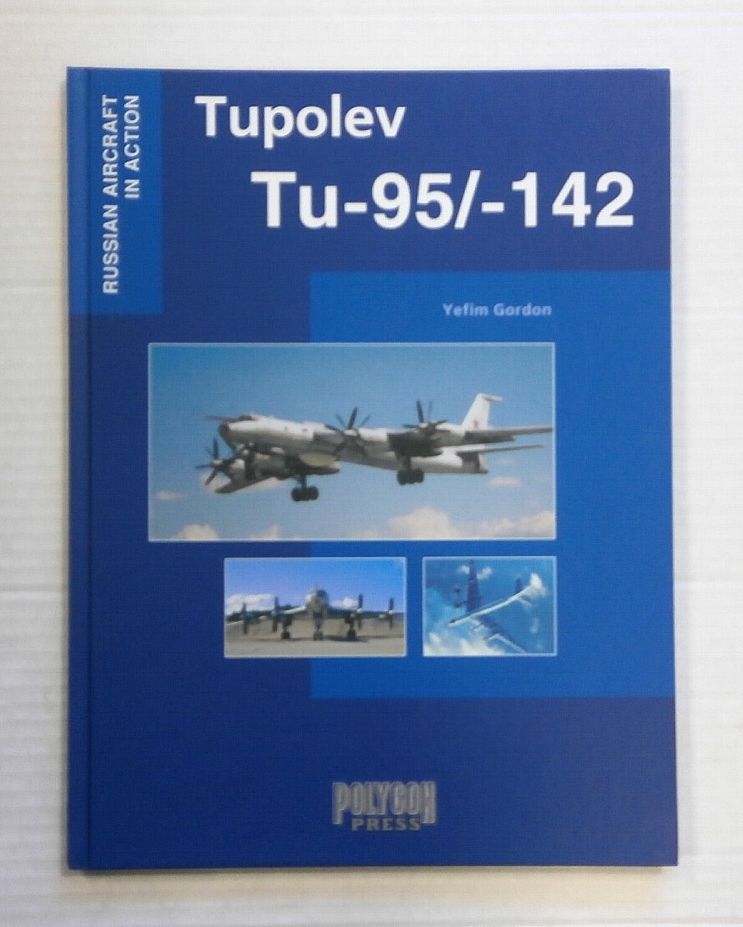 RUSSIAN AIRCRAFT
IN ACTION
Tupolev
Tu-95/-142
Yefim Gordon
POLYGON
PRESS